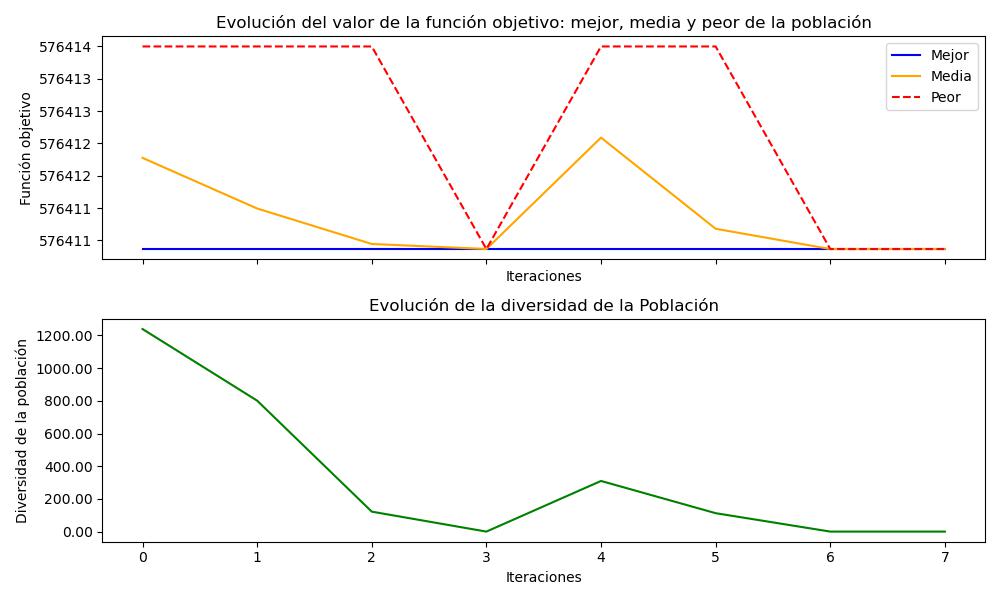 Evolución del valor de la función objetivo: mejor, media y peor de la población
Función objetivo
576414
576413
576413
576412
576412
576411
576411
Mejor
Media
Peor
Iteraciones
Evolución de la diversidad de la Población
Diversidad de la población
1200.00
1000.00
800.00
600.00
400.00
200.00
0.00
0 1 2 3 4 5 6 7
Iteraciones